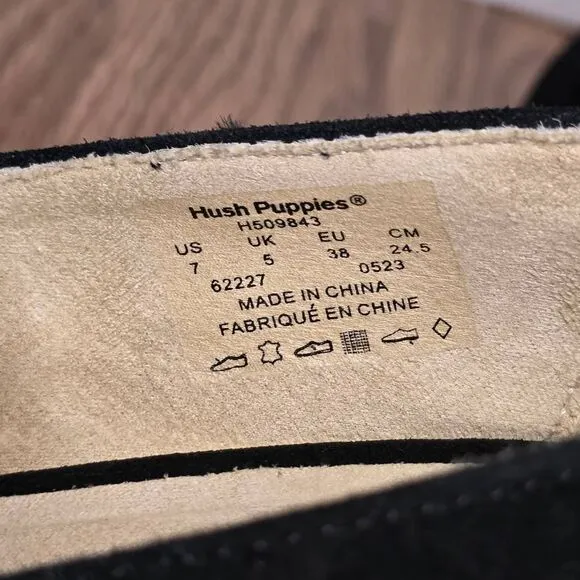 Hush Puppies®
H509843
US UK EU CM
7 5 38 24.5
62227 0523
MADE IN CHINA
FABRIQUÉ EN CHINE